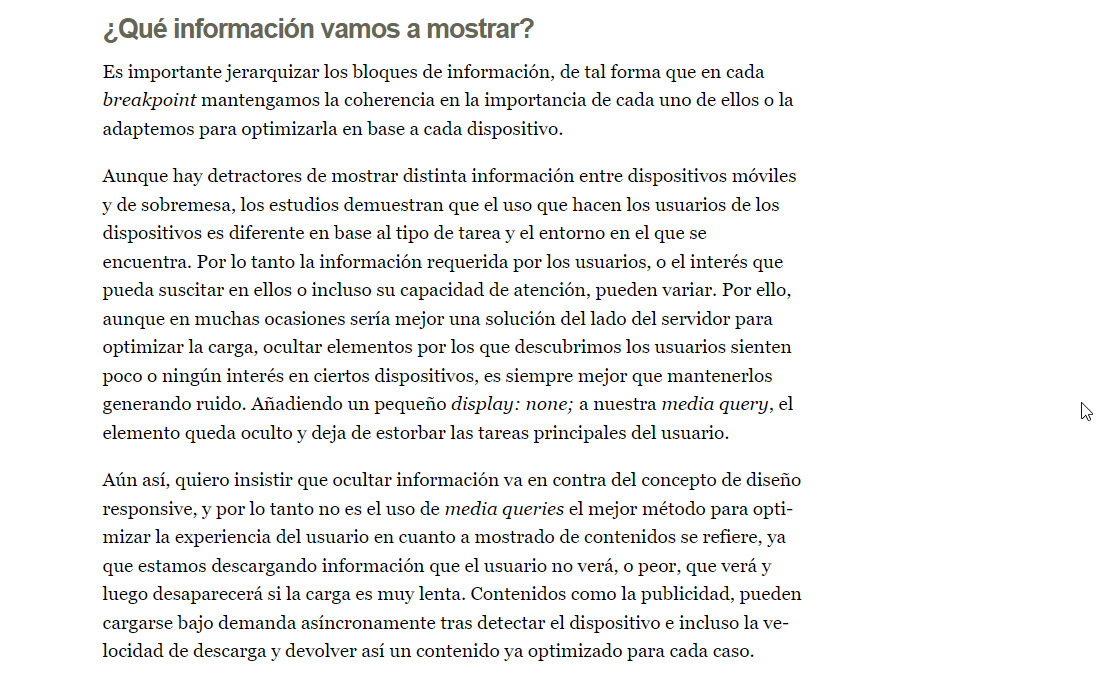 ¿Qué información vamos a mostrar?
Es importante jerarquizar los bloques de información, de tal forma que en cada
breakpoint mantengamos la coherencia en la importancia de cada uno de ellos o la
adaptemos para optimizarla en base a cada dispositivo.
Aunque hay detractores de mostrar distinta información entre dispositivos móviles
y de sobremesa, los estudios demuestran que el uso que hacen los usuarios de los
dispositivos es diferente en base al tipo de tarea y el entorno en el que se
encuentra. Por lo tanto la información requerida por los usuarios, o el interés que
pueda suscitar en ellos o incluso su capacidad de atención, pueden variar. Por ello,
aunque en muchas ocasiones sería mejor una solución del lado del servidor para
optimizar la carga, ocultar elementos por los que descubrimos los usuarios sienten
poco o ningún interés en ciertos dispositivos, es siempre mejor que mantenerlos
generando ruido. Añadiendo un pequeño display: none; a nuestra media query, el
elemento queda oculto y deja de estorbar las tareas principales del usuario.
Aún así, quiero insistir que ocultar información va en contra del concepto de diseño
responsive, y por lo tanto no es el uso de media queries el mejor método para opti-
mizar la experiencia del usuario en cuanto a mostrado de contenidos se refiere, ya
que estamos descargando información que el usuario no verá, o peor, que verá y
luego desaparecerá si la carga es muy lenta. Contenidos como la publicidad, pueden
cargarse bajo demanda asíncronamente tras detectar el dispositivo e incluso la ve-
locidad de descarga y devolver así un contenido ya optimizado para cada caso.